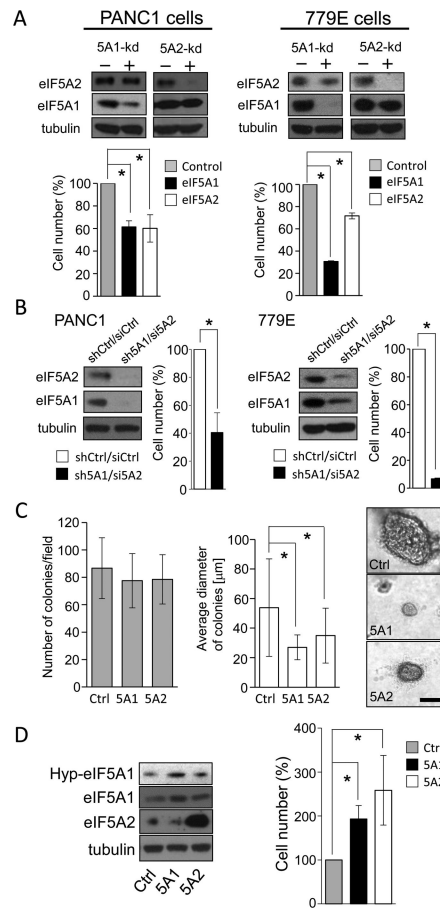 A
PANC1 cells
779E cells
5A1-kd 5A2-kd
5A1-kd 5A2-kd
− + − +
− + − +
eIF5A2
eIF5A1
tubulin
eIF5A2
eIF5A1
tubulin
Cell number (%)
100
80
60
40
20
0
* *
Control
eIF5A1
eIF5A2
Cell number (%)
100
80
60
40
20
0
* *
Control
eIF5A1
eIF5A2
B
PANC1
shCtrl/siCtrl
sh5A1/si5A2
eIF5A2
eIF5A1
tubulin
shCtrl/siCtrl
sh5A1/si5A2
Cell number (%)
100
80
60
40
20
0
*
779E
shCtrl/siCtrl
sh5A1/si5A2
eIF5A2
eIF5A1
tubulin
shCtrl/siCtrl
sh5A1/si5A2
Cell number (%)
100
80
60
40
20
0
*
C
Number of colonies/field
120
100
80
60
40
20
0
Ctrl 5A1 5A2
Average diameter
of colonies [µm]
100
80
60
40
20
0
* *
Ctrl 5A1 5A2
Ctrl
5A1
5A2
D
Hyp-eIF5A1
eIF5A1
eIF5A2
tubulin
Ctrl 5A1 5A2
Cell number (%)
400
300
200
100
0
*
*
Ctrl
5A1
5A2